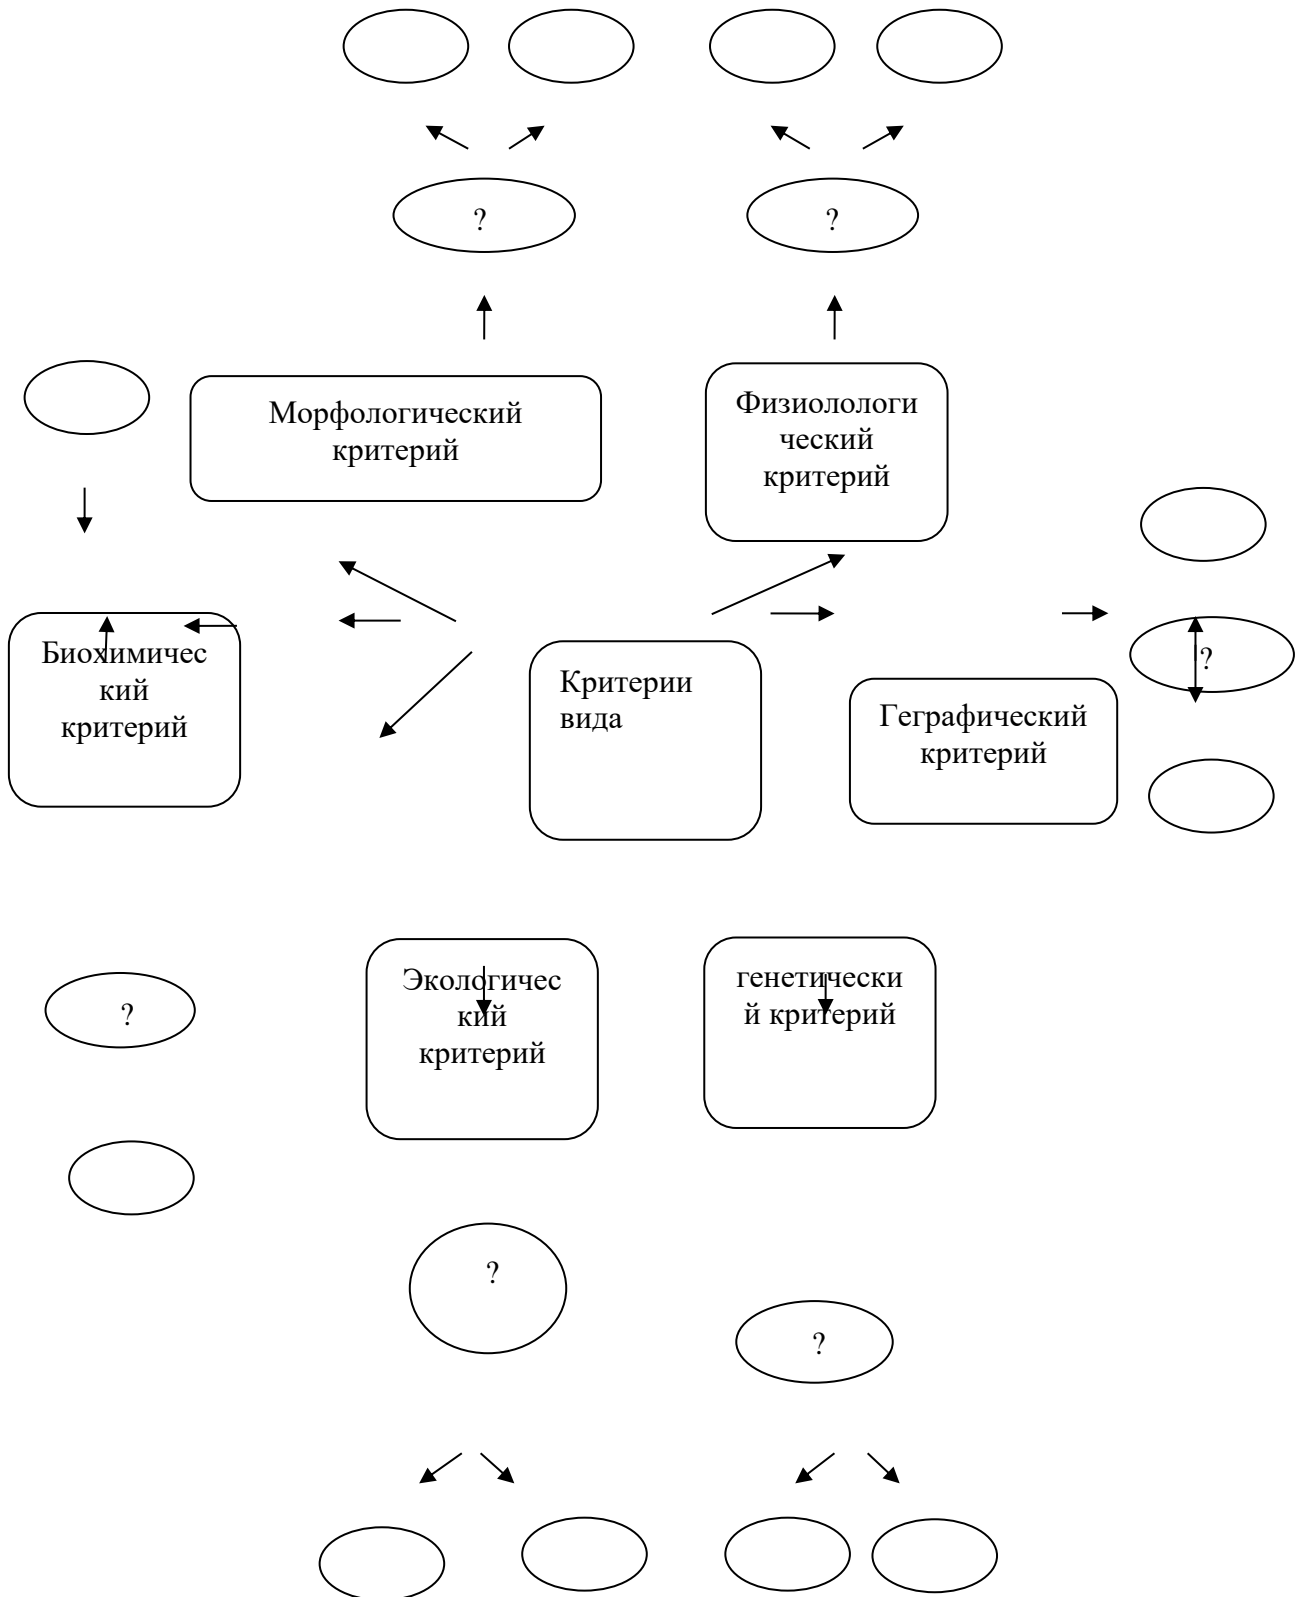 ?
?
Морфологический
критерий
Физиолологи
ческий
критерий
Биохимичес
кий
критерий
Критерии
вида
?
Геграфический
критерий
?
Экологичес
кий
критерий
генетически
й критерий
?
?